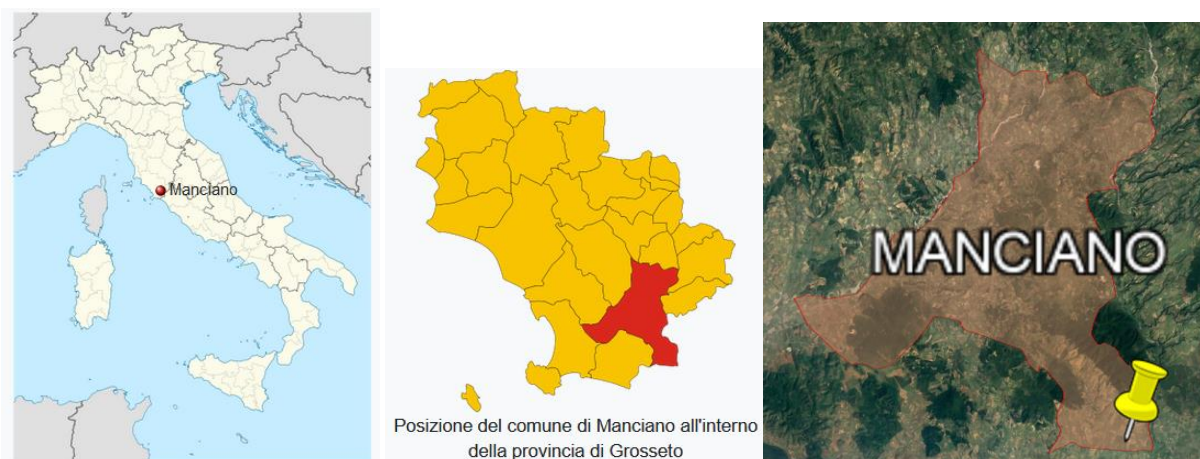 Manciano
Posizione del comune di Manciano all'interno
della provincia di Grosseto
MANCIANO